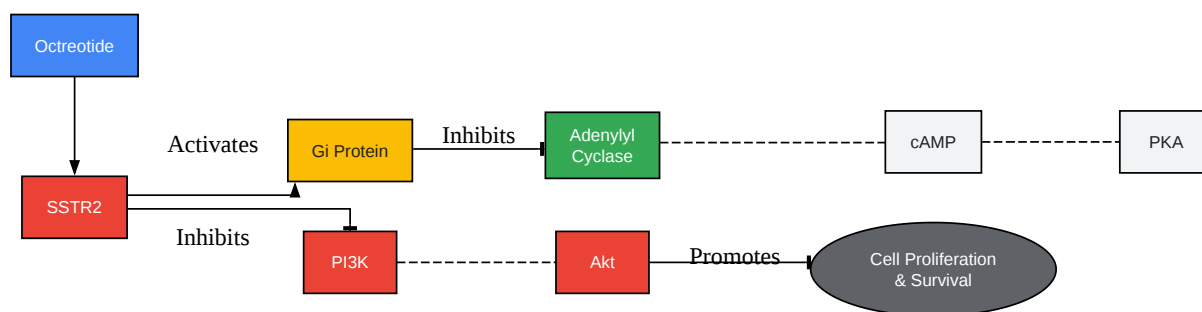 Octreotide
Activates
Gi Protein
Inhibits
Adenylyl
Cyclase
cAMP
PKA
SSTR2
Inhibits
PI3K
Akt
Promotes
Cell Proliferation
& Survival